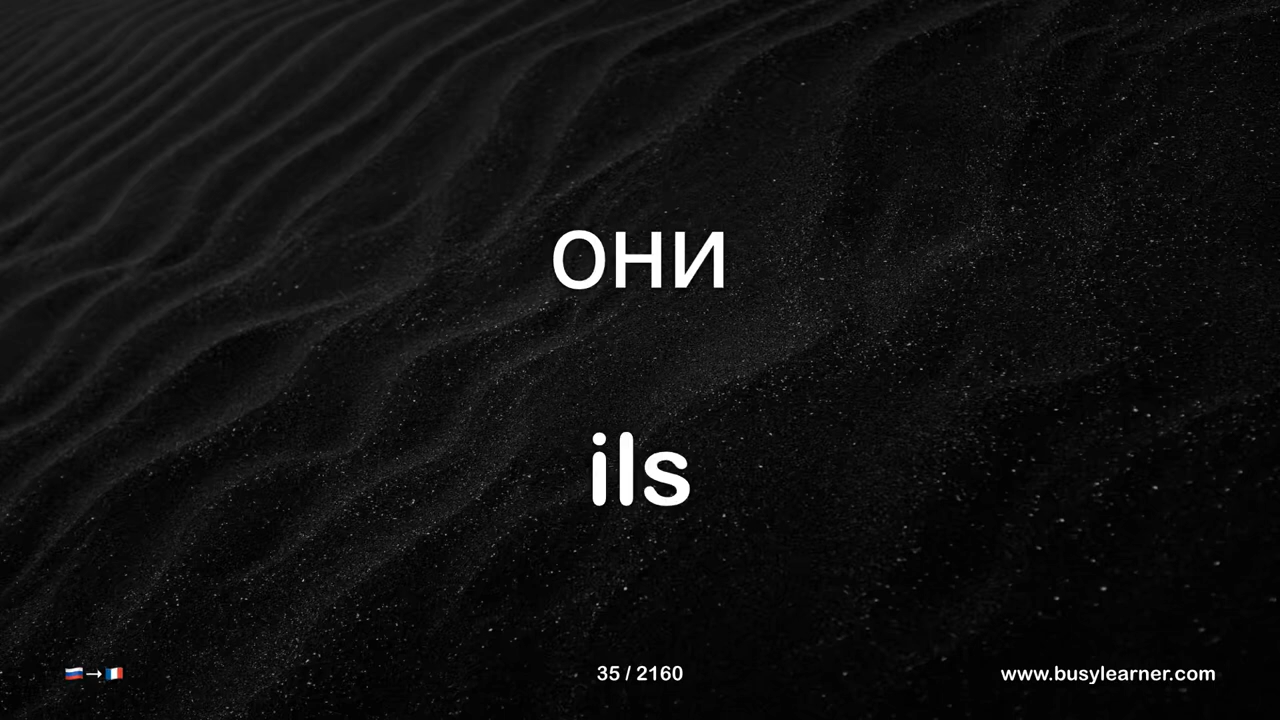 они
ils
🇷🇺→🇫🇷
35 / 2160
www.busylearner.com